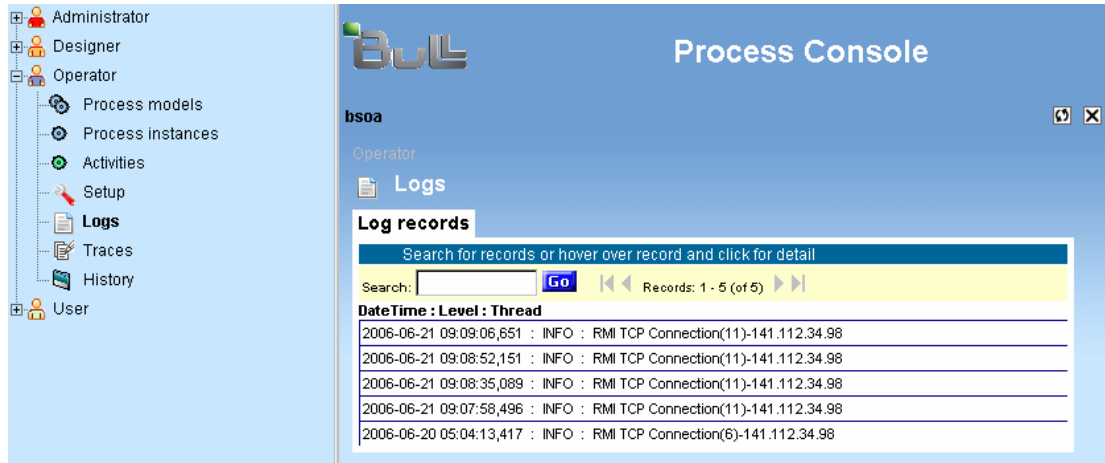 Administrator
Designer
Operator
Process models
Process instances
Activities
Setup
Logs
Traces
History
User
Bull
Process Console
bsoa
Operator
Logs
Log records
Search for records or hover over record and click for detail
Search: Go Records: 1 - 5 (of 5)
DateTime : Level : Thread
2006-06-21 09:09:06,651 : INFO : RMI TCP Connection(11)-141.112.34.98
2006-06-21 09:08:52,151 : INFO : RMI TCP Connection(11)-141.112.34.98
2006-06-21 09:08:35,089 : INFO : RMI TCP Connection(11)-141.112.34.98
2006-06-21 09:07:58,496 : INFO : RMI TCP Connection(11)-141.112.34.98
2006-06-20 05:04:13,417 : INFO : RMI TCP Connection(6)-141.112.34.98